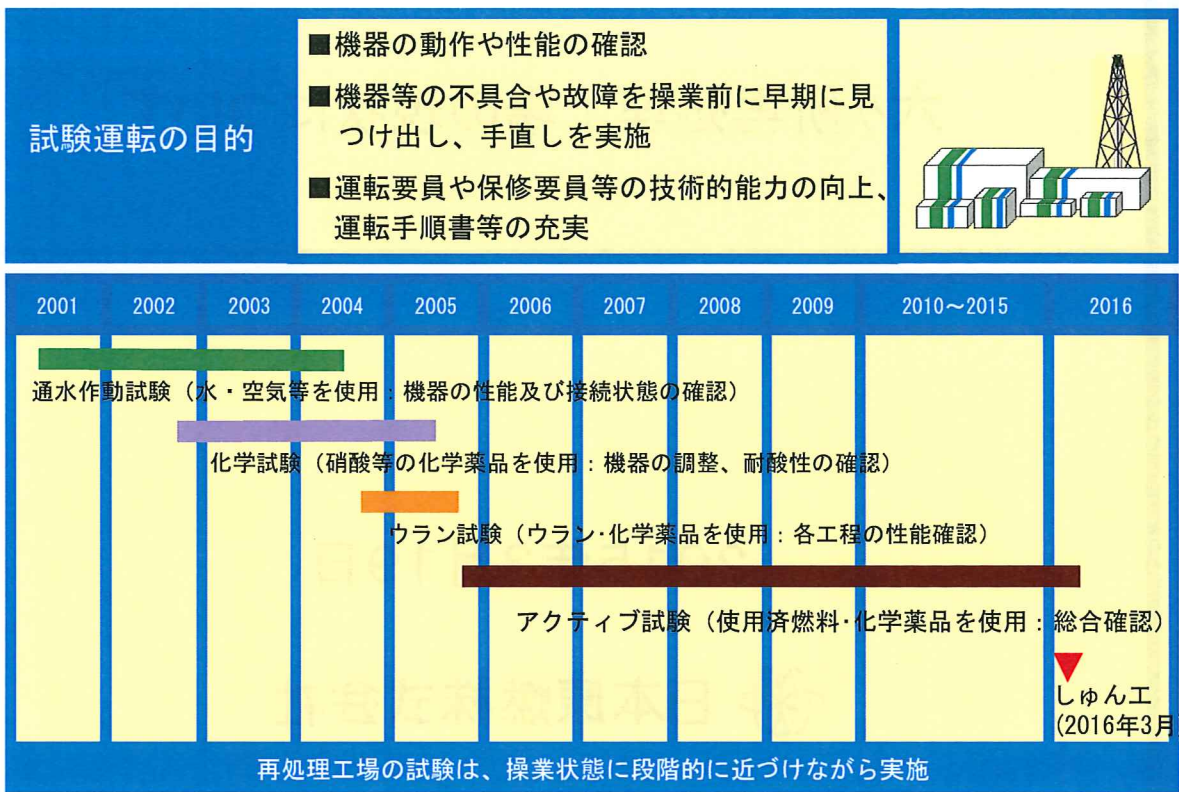 試験運転の目的
■機器の動作や性能の確認
■機器等の不具合や故障を操業前に早期に見
つけ出し、手直しを実施
■運転要員や保修要員等の技術的能力の向上、
運転手順書等の充実
2001 2002 2003 2004 2005 2006 2007 2008 2009 2010～2015 2016
通水作動試験（水・空気等を使用：機器の性能及び接続状態の確認）
化学試験（硝酸等の化学薬品を使用：機器の調整、耐酸性の確認）
ウラン試験（ウラン・化学薬品を使用：各工程の性能確認）
アクティブ試験（使用済燃料・化学薬品を使用：総合確認）
しゅん工
(2016年3月
再処理工場の試験は、操業状態に段階的に近づけながら実施